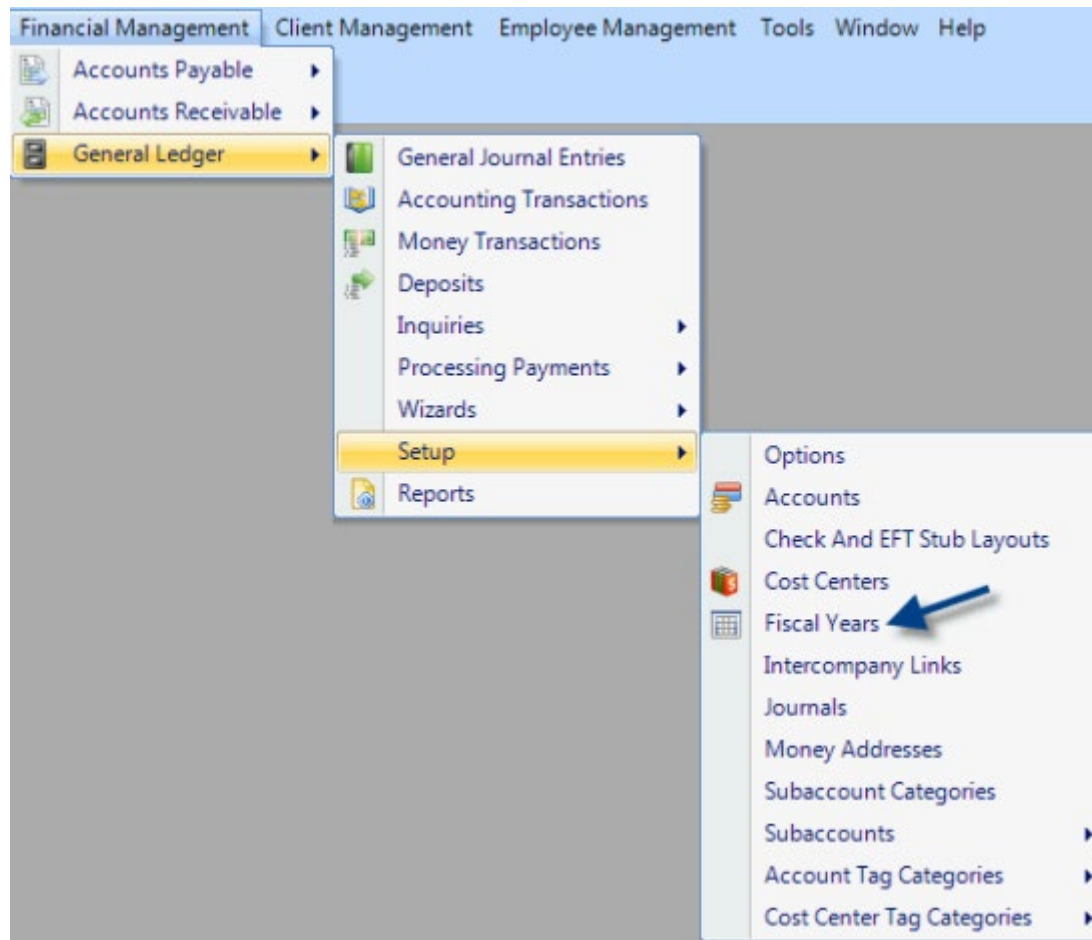 Financial Management Client Management Employee Management Tools Window Help
Accounts Payable
Accounts Receivable
General Ledger
General Journal Entries
Accounting Transactions
Money Transactions
Deposits
Inquiries
Processing Payments
Wizards
Setup
Reports
Options
Accounts
Check And EFT Stub Layouts
Cost Centers
Fiscal Years
Intercompany Links
Journals
Money Addresses
Subaccount Categories
Subaccounts
Account Tag Categories
Cost Center Tag Categories